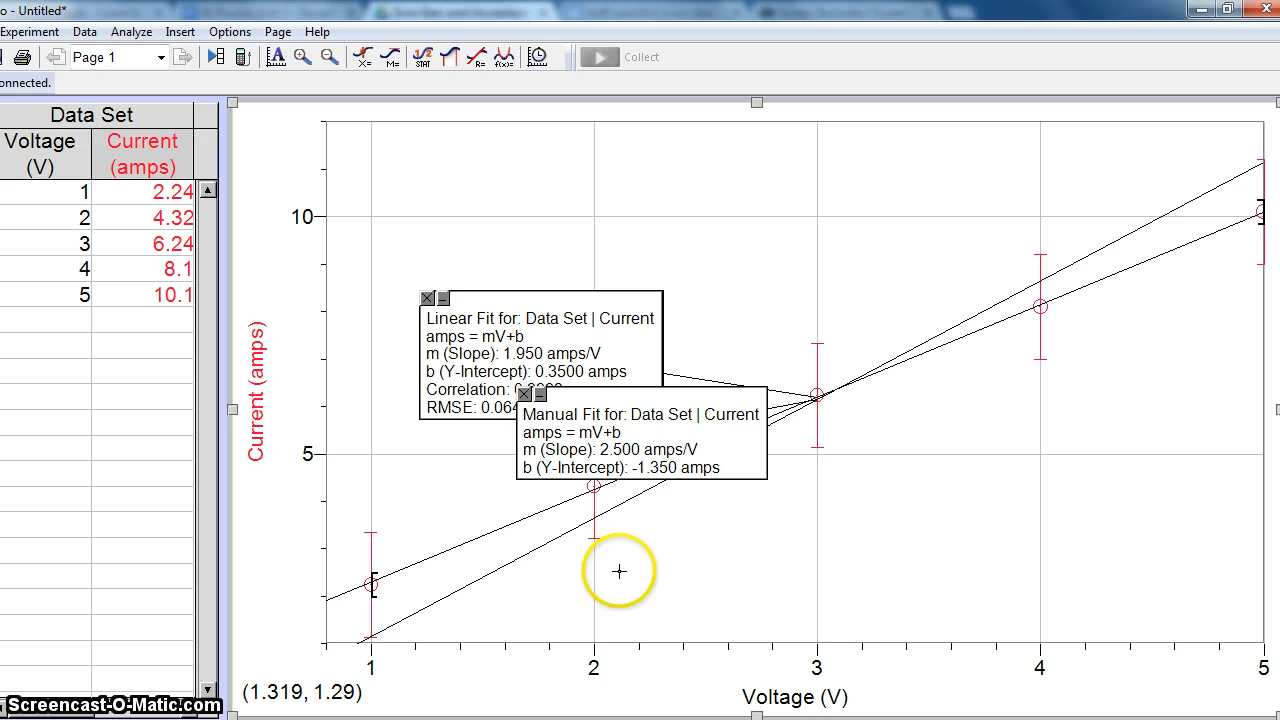 o - Untitled*
Experiment Data Analyze Insert Options Page Help
Page 1
X= M= STAT R= f(x)= Collect
onnected.
Data Set
Voltage
(V)
Current
(amps)
1 2.24
2 4.32
3 6.24
4 8.1
5 10.1
10
5
Current (amps)
Linear Fit for: Data Set | Current
amps = mV+b
m (Slope): 1.950 amps/V
b (Y-Intercept): 0.3500 amps
Correlation:
RMSE: 0.064
Manual Fit for: Data Set | Current
amps = mV+b
m (Slope): 2.500 amps/V
b (Y-Intercept): -1.350 amps
1 2 3 4 5
(1.319, 1.29)
Voltage (V)
Screencast-O-Matic.com